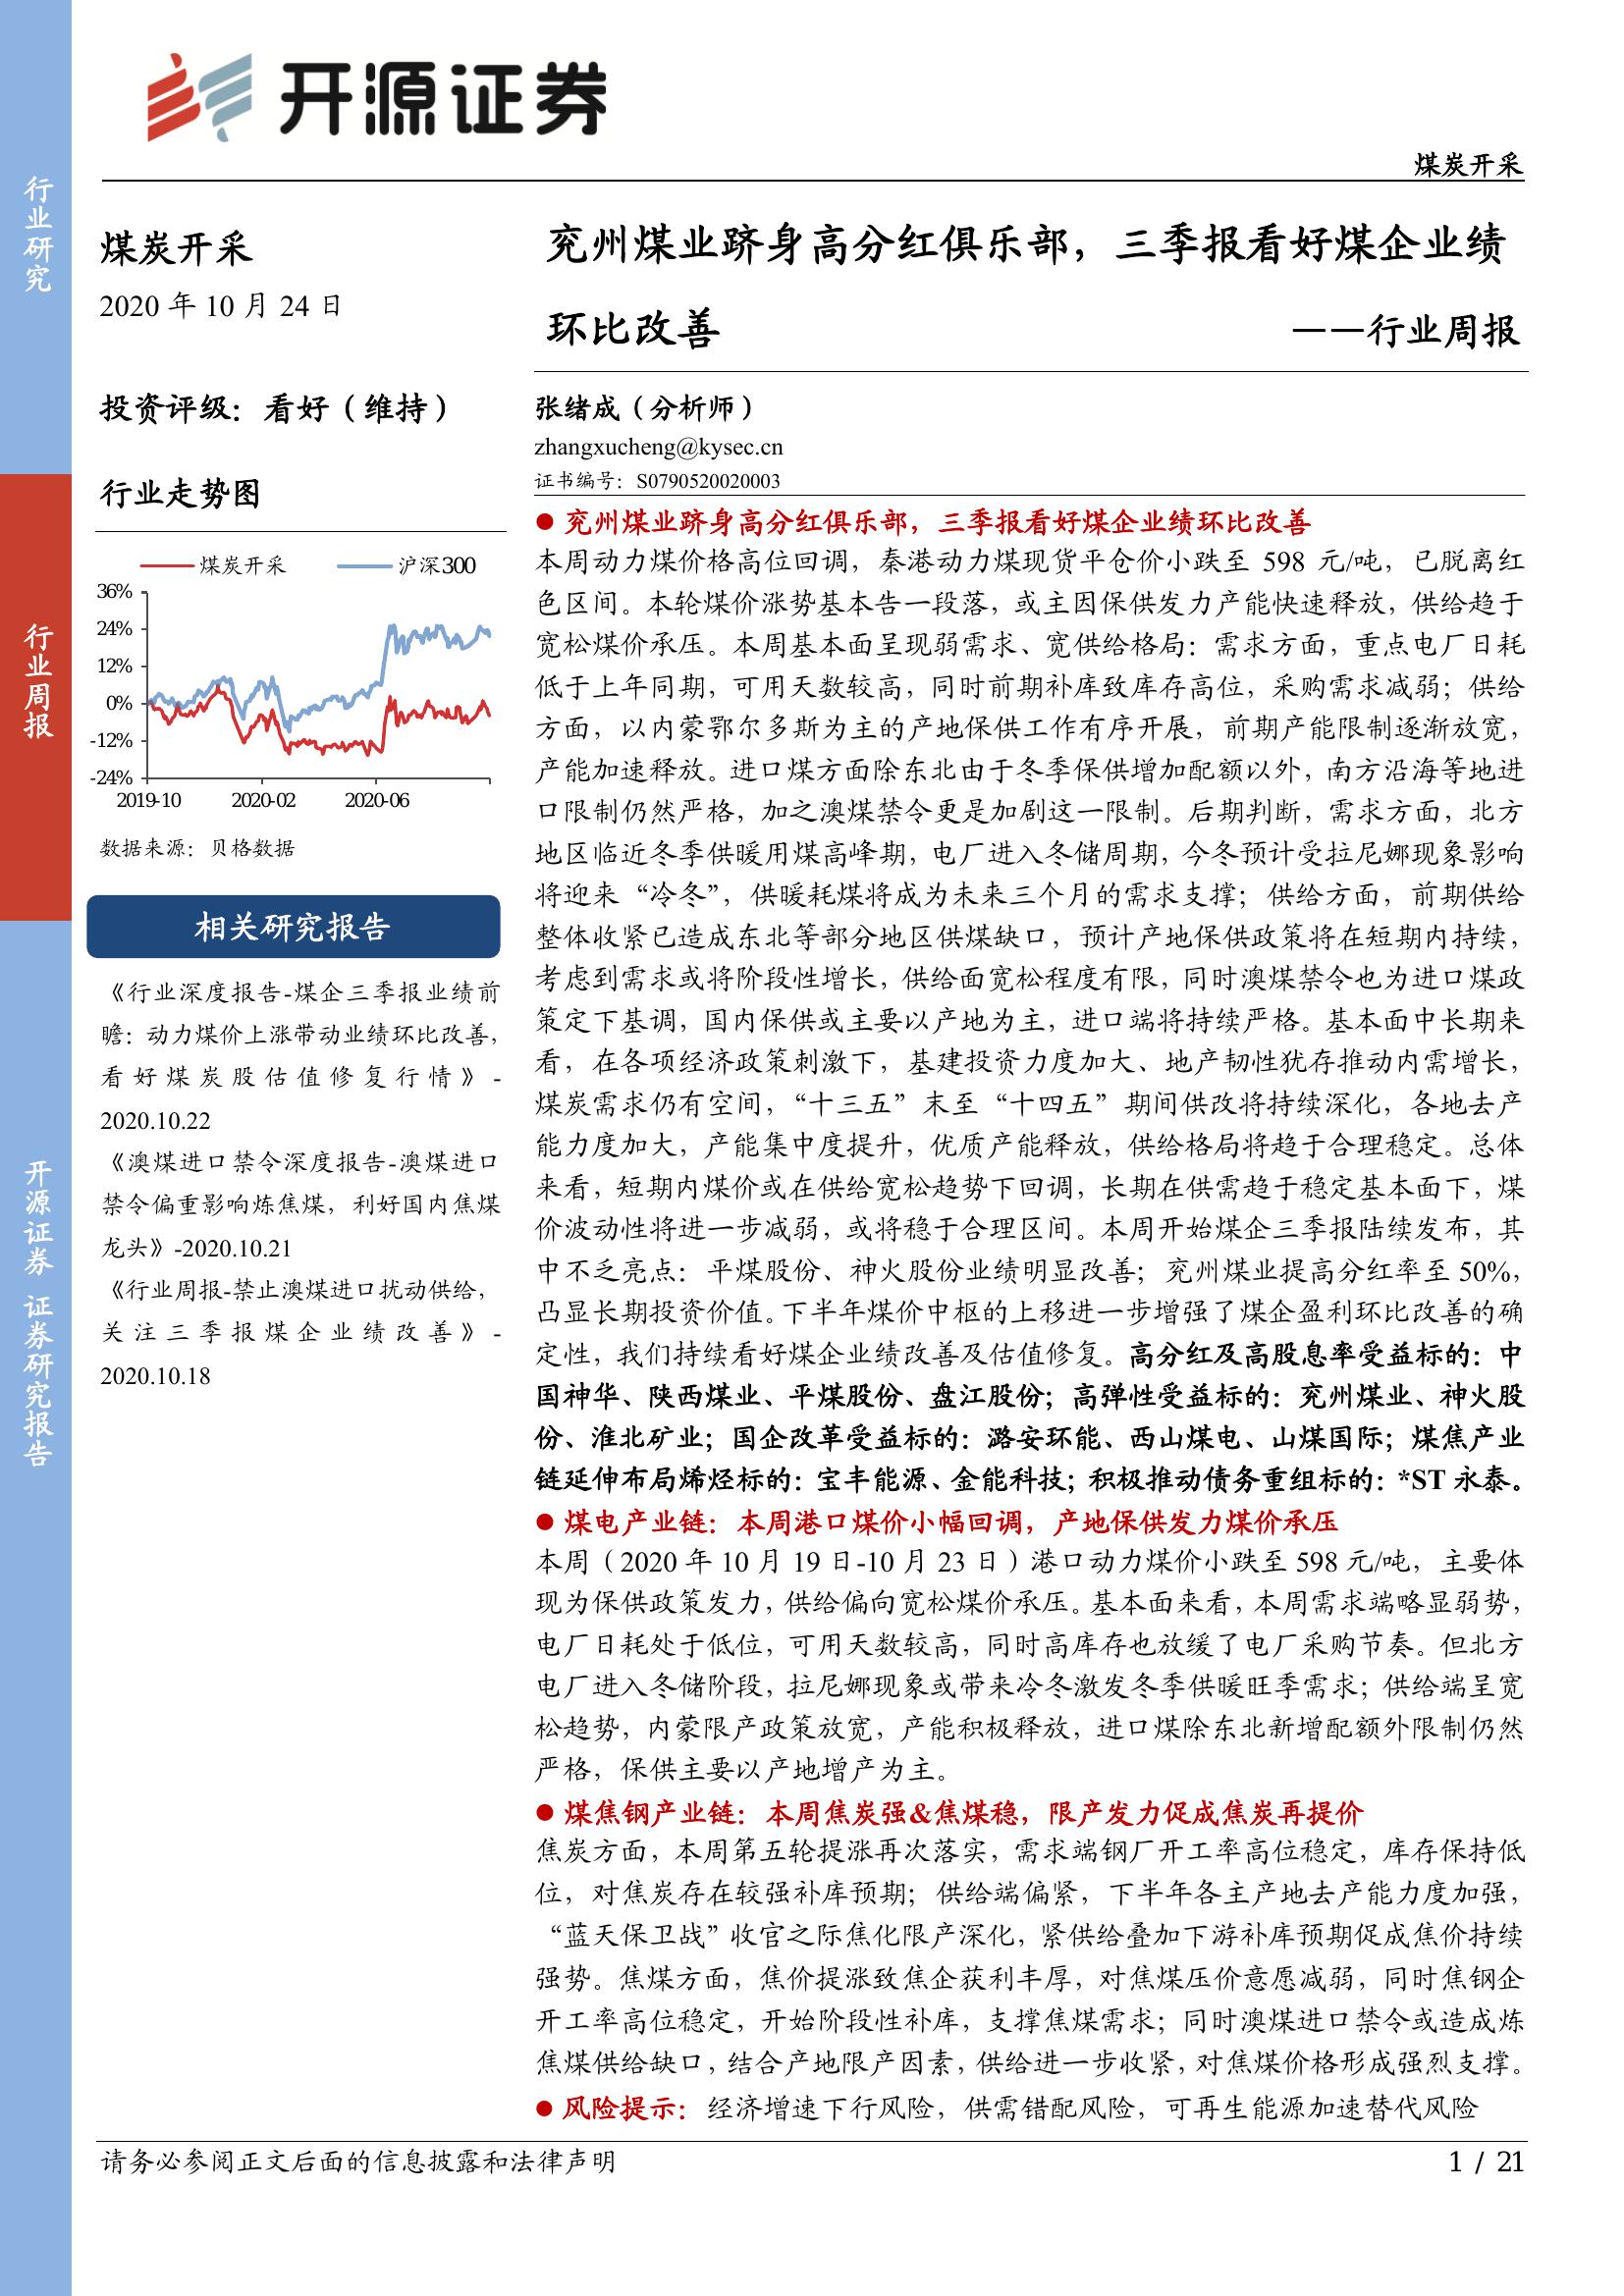 开源证券
煤炭开采
行业研究
行业周报
开源证券 证券研究报告
煤炭开采
2020 年 10 月 24 日
投资评级：看好（维持）
行业走势图
煤炭开采 沪深300
36%
24%
12%
0%
-12%
-24%
2019-10 2020-02 2020-06
数据来源：贝格数据
相关研究报告
《行业深度报告-煤企三季报业绩前
瞻：动力煤价上涨带动业绩环比改善，
看好煤炭股估值修复行情》-
2020.10.22
《澳煤进口禁令深度报告-澳煤进口
禁令偏重影响炼焦煤，利好国内焦煤
龙头》-2020.10.21
《行业周报-禁止澳煤进口扰动供给，
关注三季报煤企业绩改善》-
2020.10.18
兖州煤业跻身高分红俱乐部，三季报看好煤企业绩
环比改善 ——行业周报
张绪成（分析师）
zhangxucheng@kysec.cn
证书编号：S0790520020003
● 兖州煤业跻身高分红俱乐部，三季报看好煤企业绩环比改善
本周动力煤价格高位回调，秦港动力煤现货平仓价小跌至 598 元/吨，已脱离红
色区间。本轮煤价涨势基本告一段落，或主因保供发力产能快速释放，供给趋于
宽松煤价承压。本周基本面呈现弱需求、宽供给格局：需求方面，重点电厂日耗
低于上年同期，可用天数较高，同时前期补库致库存高位，采购需求减弱；供给
方面，以内蒙鄂尔多斯为主的产地保供工作有序开展，前期产能限制逐渐放宽，
产能加速释放。进口煤方面除东北由于冬季保供增加配额以外，南方沿海等地进
口限制仍然严格，加之澳煤禁令更是加剧这一限制。后期判断，需求方面，北方
地区临近冬季供暖用煤高峰期，电厂进入冬储周期，今冬预计受拉尼娜现象影响
将迎来“冷冬”，供暖耗煤将成为未来三个月的需求支撑；供给方面，前期供给
整体收紧已造成东北等部分地区供煤缺口，预计产地保供政策将在短期内持续，
考虑到需求或将阶段性增长，供给面宽松程度有限，同时澳煤禁令也为进口煤政
策定下基调，国内保供或主要以产地为主，进口端将持续严格。基本面中长期来
看，在各项经济政策刺激下，基建投资力度加大、地产韧性犹存推动内需增长，
煤炭需求仍有空间，“十三五”末至“十四五”期间供改将持续深化，各地去产
能力度加大，产能集中度提升，优质产能释放，供给格局将趋于合理稳定。总体
来看，短期内煤价或在供给宽松趋势下回调，长期在供需趋于稳定基本面下，煤
价波动性将进一步减弱，或将稳于合理区间。本周开始煤企三季报陆续发布，其
中不乏亮点：平煤股份、神火股份业绩明显改善；兖州煤业提高分红率至 50%，
凸显长期投资价值。下半年煤价中枢的上移进一步增强了煤企盈利环比改善的确
定性，我们持续看好煤企业绩改善及估值修复。高分红及高股息率受益标的：中
国神华、陕西煤业、平煤股份、盘江股份；高弹性受益标的：兖州煤业、神火股
份、淮北矿业；国企改革受益标的：潞安环能、西山煤电、山煤国际；煤焦产业
链延伸布局烯烃标的：宝丰能源、金能科技；积极推动债务重组标的：*ST 永泰。
● 煤电产业链：本周港口煤价小幅回调，产地保供发力煤价承压
本周（2020 年 10 月 19 日-10 月 23 日）港口动力煤价小跌至 598 元/吨，主要体
现为保供政策发力，供给偏向宽松煤价承压。基本面来看，本周需求端略显弱势，
电厂日耗处于低位，可用天数较高，同时高库存也放缓了电厂采购节奏。但北方
电厂进入冬储阶段，拉尼娜现象或带来冷冬激发冬季供暖旺季需求；供给端呈宽
松趋势，内蒙限产政策放宽，产能积极释放，进口煤除东北新增配额外限制仍然
严格，保供主要以产地增产为主。
● 煤焦钢产业链：本周焦炭强&焦煤稳，限产发力促成焦炭再提价
焦炭方面，本周第五轮提涨再次落实，需求端钢厂开工率高位稳定，库存保持低
位，对焦炭存在较强补库预期；供给端偏紧，下半年各主产地去产能力度加强，
“蓝天保卫战”收官之际焦化限产深化，紧供给叠加下游补库预期促成焦价持续
强势。焦煤方面，焦价提涨致焦企获利丰厚，对焦煤压价意愿减弱，同时焦钢企
开工率高位稳定，开始阶段性补库，支撑焦煤需求；同时澳煤进口禁令或造成炼
焦煤供给缺口，结合产地限产因素，供给进一步收紧，对焦煤价格形成强烈支撑。
● 风险提示：经济增速下行风险，供需错配风险，可再生能源加速替代风险
请务必参阅正文后面的信息披露和法律声明 1 / 21